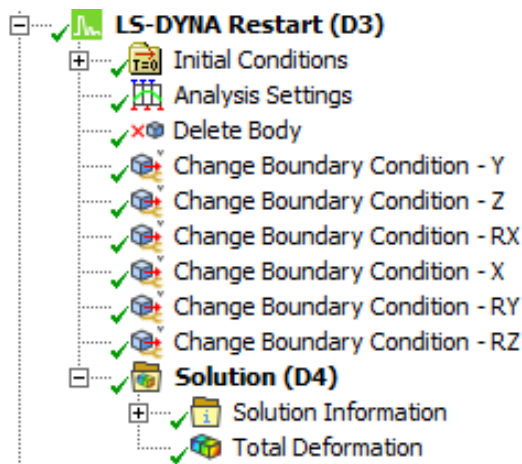 LS-DYNA Restart (D3)
T=0
Initial Conditions
Analysis Settings
Delete Body
Change Boundary Condition - Y
Change Boundary Condition - Z
Change Boundary Condition - RX
Change Boundary Condition - X
Change Boundary Condition - RY
Change Boundary Condition - RZ
Solution (D4)
Solution Information
Total Deformation